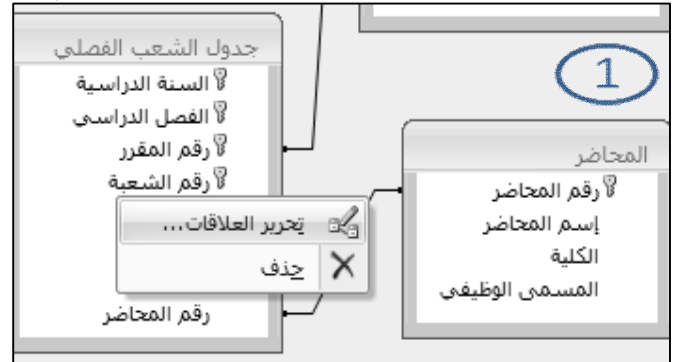 1
جدول الشعب الفصلي
السنة الدراسية
الفصل الدراسي
رقم المقرر
رقم الشعبة
تحرير العلاقات...
حذف
رقم المحاضر
المحاضر
رقم المحاضر
إسم المحاضر
الكلية
المسمى الوظيفي